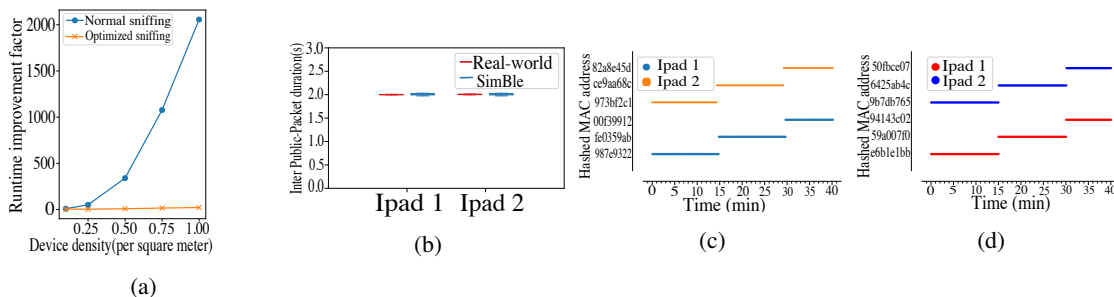 (a)
Runtime improvement factor
2000
1500
1000
500
0
Normal sniffing
Optimized sniffing
0.25 0.50 0.75 1.00
Device density(per square meter)
(b)
Inter Public-Packet duration(s)
3.0
2.5
2.0
1.5
1.0
0.5
0.0
Real-world
SimBle
Ipad 1 Ipad 2
(c)
Hashed MAC address
82a8e45d
ce9aa68c
973bf2c1
00f39912
fe0359ab
987e9322
Ipad 1
Ipad 2
0 5 10 15 20 25 30 35 40
Time (min)
(d)
Hashed MAC address
50fbce07
6425ab4c
9b7db765
94143c02
59a007f0
e6b1e1bb
Ipad 1
Ipad 2
0 5 10 15 20 25 30 35 40
Time (min)